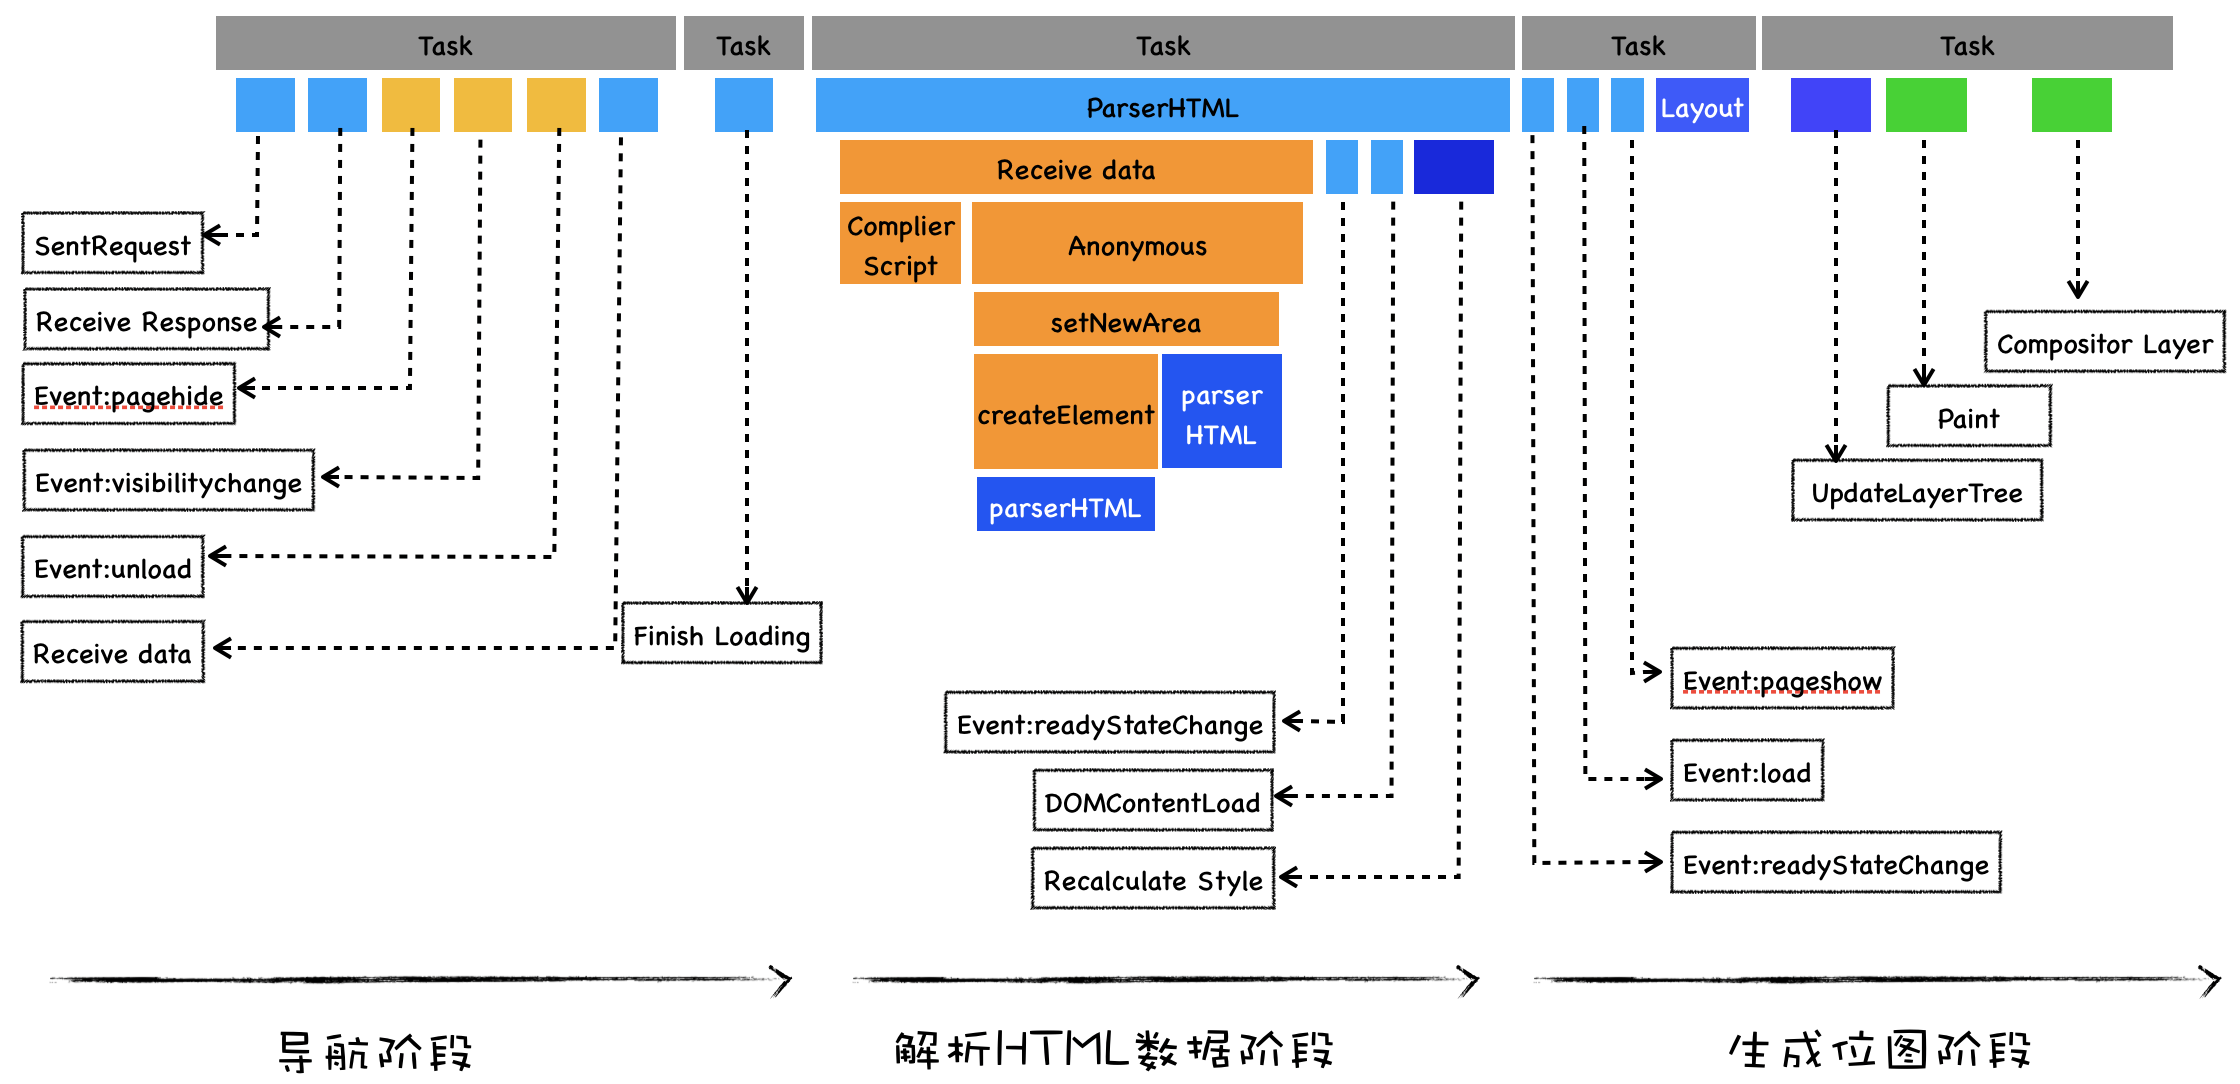 Task
Task
Task
Task
Task
ParserHTML
Layout
Receive data
Complier
Script
Anonymous
setNewArea
createElement
parser
HTML
parserHTML
SentRequest
Receive Response
Event:pagehide
Event:visibilitychange
Event:unload
Receive data
Finish Loading
Event:readyStateChange
DOMContentLoad
Recalculate Style
Compositor Layer
Paint
UpdateLayerTree
Event:pageshow
Event:load
Event:readyStateChange
导航阶段
解析HTML数据阶段
生成位图阶段